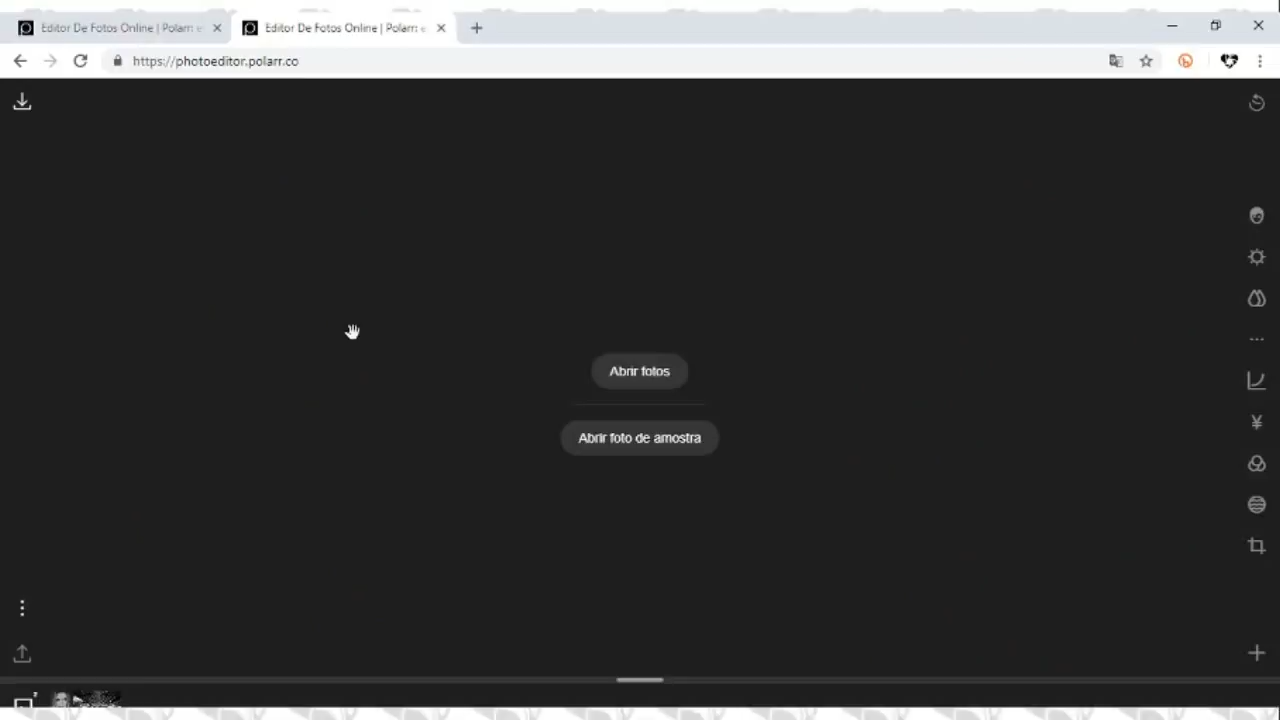 Editor De Fotos Online | Polarr: e
Editor De Fotos Online | Polarr: e
https://photoeditor.polarr.co
Abrir fotos
Abrir foto de amostra